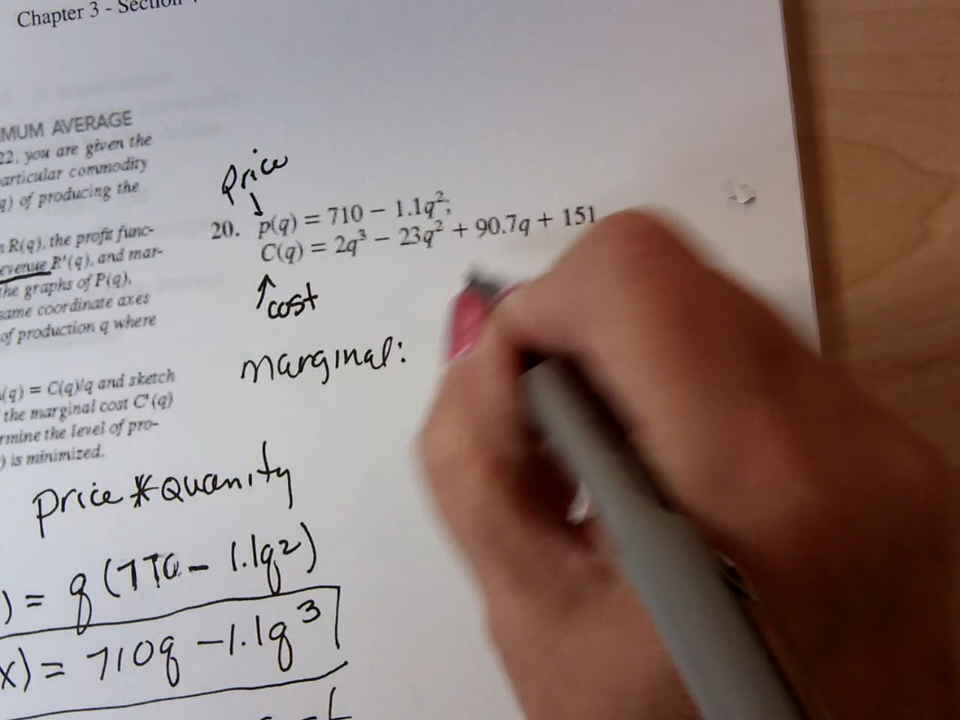 Chapter 3 - Section
MUM AVERAGE
22, you are given the
articular commodity
q) of producing the
R(q), the profit func-
evenue R'(q), and mar-
the graphs of P(q),
same coordinate axes
of production q where
(q) = C(q)/q and sketch
the marginal cost C'(q)
rmine the level of pro-
) is minimized.
Price
20. p(q) = 710 − 1.1q²;
C(q) = 2q³ − 23q² + 90.7q + 151
cost
marginal:
price * quanity
) = q(710 − 1.1q²)
x) = 710q − 1.1q³